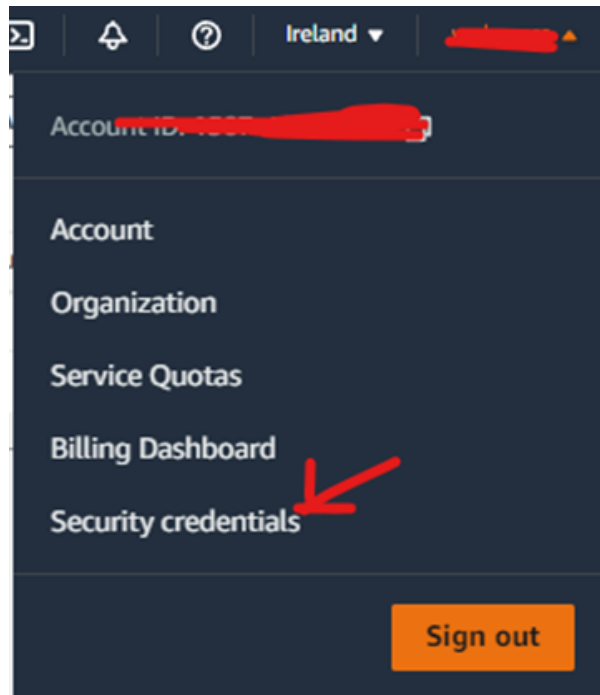 Ireland
Account ID:
Account
Organization
Service Quotas
Billing Dashboard
Security credentials
Sign out